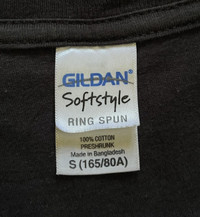 GILDAN®
Softstyle
RING SPUN
100% COTTON
PRESHRUNK
Made in Bangladesh
S (165/80A)